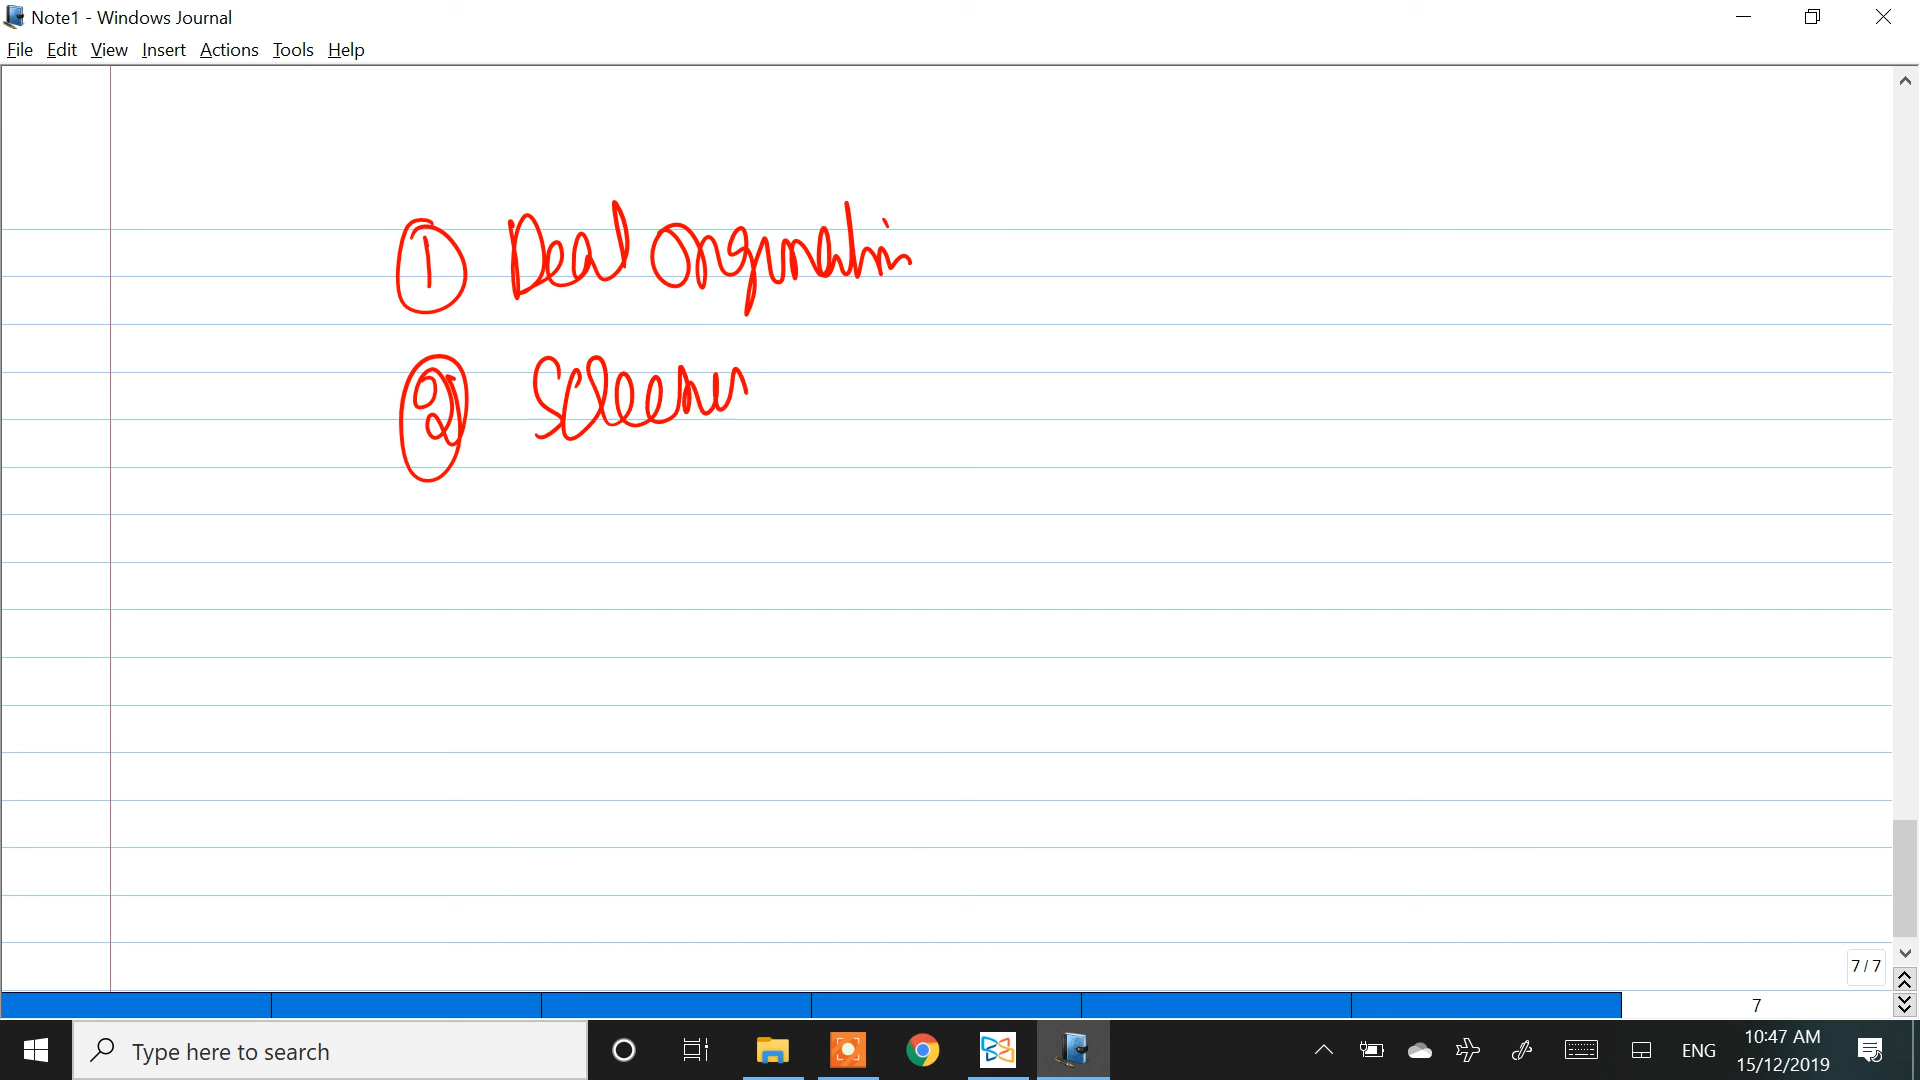 Note1 - Windows Journal
File Edit View Insert Actions Tools Help
① Deal origination
② Screen
7 / 7
7
Type here to search
ENG
10:47 AM
15/12/2019